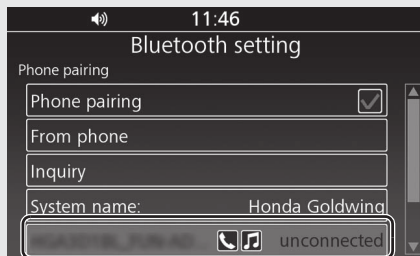 11:46
Bluetooth setting
Phone pairing
Phone pairing
From phone
Inquiry
System name: Honda Goldwing
unconnected